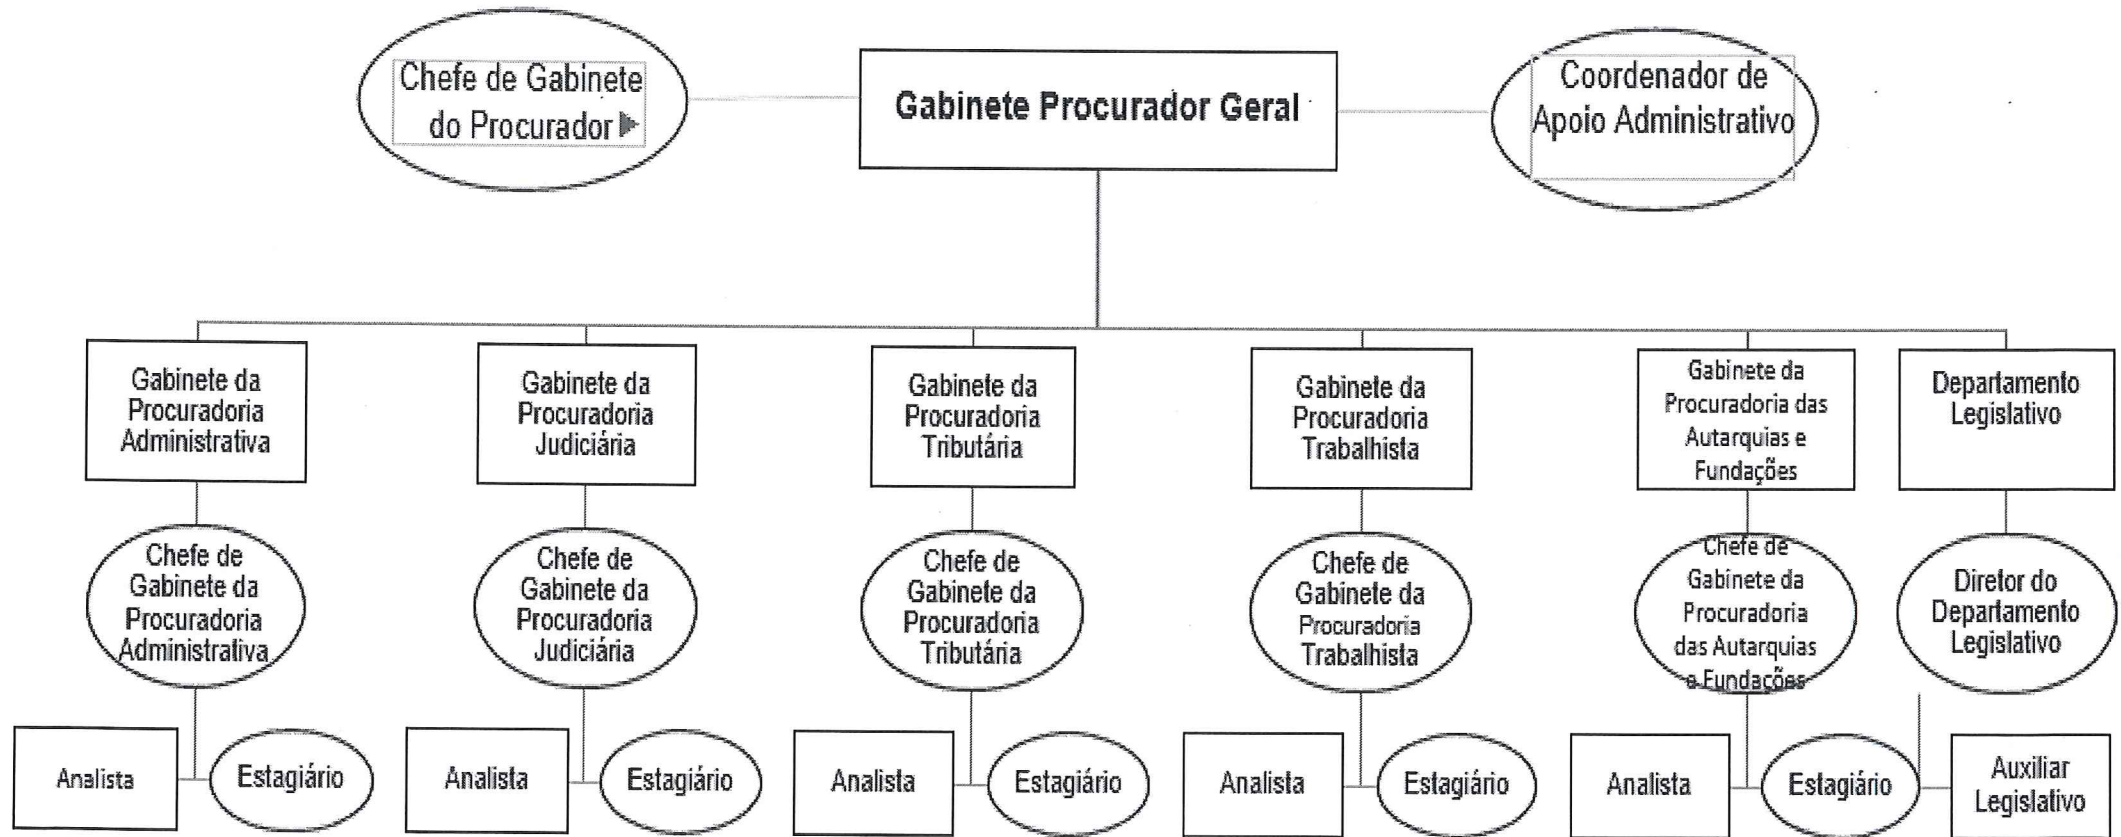 Chefe de Gabinete
do Procurador
Gabinete Procurador Geral
Coordenador de
Apoio Administrativo
Gabinete da
Procuradoria
Administrativa
Gabinete da
Procuradoria
Judiciária
Gabinete da
Procuradoria
Tributária
Gabinete da
Procuradoria
Trabalhista
Gabinete da
Procuradoria das
Autarquias e
Fundações
Departamento
Legislativo
Chefe de
Gabinete da
Procuradoria
Administrativa
Chefe de
Gabinete da
Procuradoria
Judiciária
Chefe de
Gabinete da
Procuradoria
Tributária
Chefe de
Gabinete da
Procuradoria
Trabalhista
Chefe de
Gabinete da
Procuradoria
das Autarquias
e Fundações
Diretor do
Departamento
Legislativo
Analista
Estagiário
Analista
Estagiário
Analista
Estagiário
Analista
Estagiário
Analista
Estagiário
Auxiliar
Legislativo